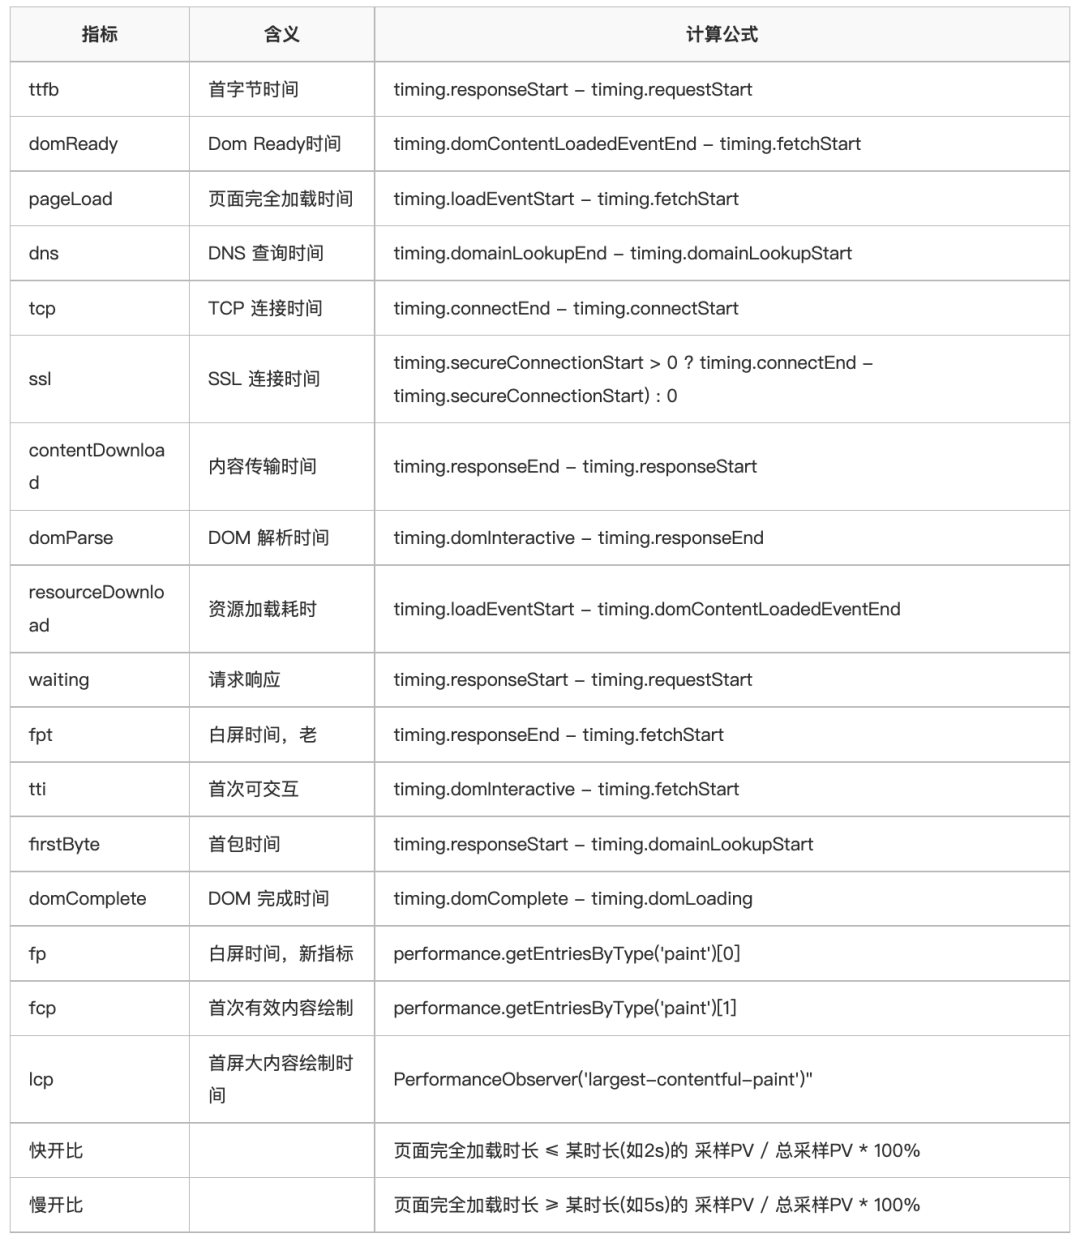 指标 含义 计算公式
ttfb 首字节时间 timing.responseStart – timing.requestStart
domReady Dom Ready时间 timing.domContentLoadedEventEnd – timing.fetchStart
pageLoad 页面完全加载时间 timing.loadEventStart – timing.fetchStart
dns DNS 查询时间 timing.domainLookupEnd – timing.domainLookupStart
tcp TCP 连接时间 timing.connectEnd – timing.connectStart
ssl SSL 连接时间 timing.secureConnectionStart > 0 ? timing.connectEnd –
timing.secureConnectionStart) : 0
contentDownloa
d
内容传输时间 timing.responseEnd – timing.responseStart
domParse DOM 解析时间 timing.domInteractive – timing.responseEnd
resourceDownlo
ad
资源加载耗时 timing.loadEventStart – timing.domContentLoadedEventEnd
waiting 请求响应 timing.responseStart – timing.requestStart
fpt 白屏时间，老 timing.responseEnd – timing.fetchStart
tti 首次可交互 timing.domInteractive – timing.fetchStart
firstByte 首包时间 timing.responseStart – timing.domainLookupStart
domComplete DOM 完成时间 timing.domComplete – timing.domLoading
fp 白屏时间，新指标 performance.getEntriesByType('paint')[0]
fcp 首次有效内容绘制 performance.getEntriesByType('paint')[1]
lcp 首屏大内容绘制时
间
PerformanceObserver('largest–contentful–paint')"
快开比 页面完全加载时长 ≤ 某时长(如2s)的 采样PV / 总采样PV * 100%
慢开比 页面完全加载时长 ≥ 某时长(如5s)的 采样PV / 总采样PV * 100%